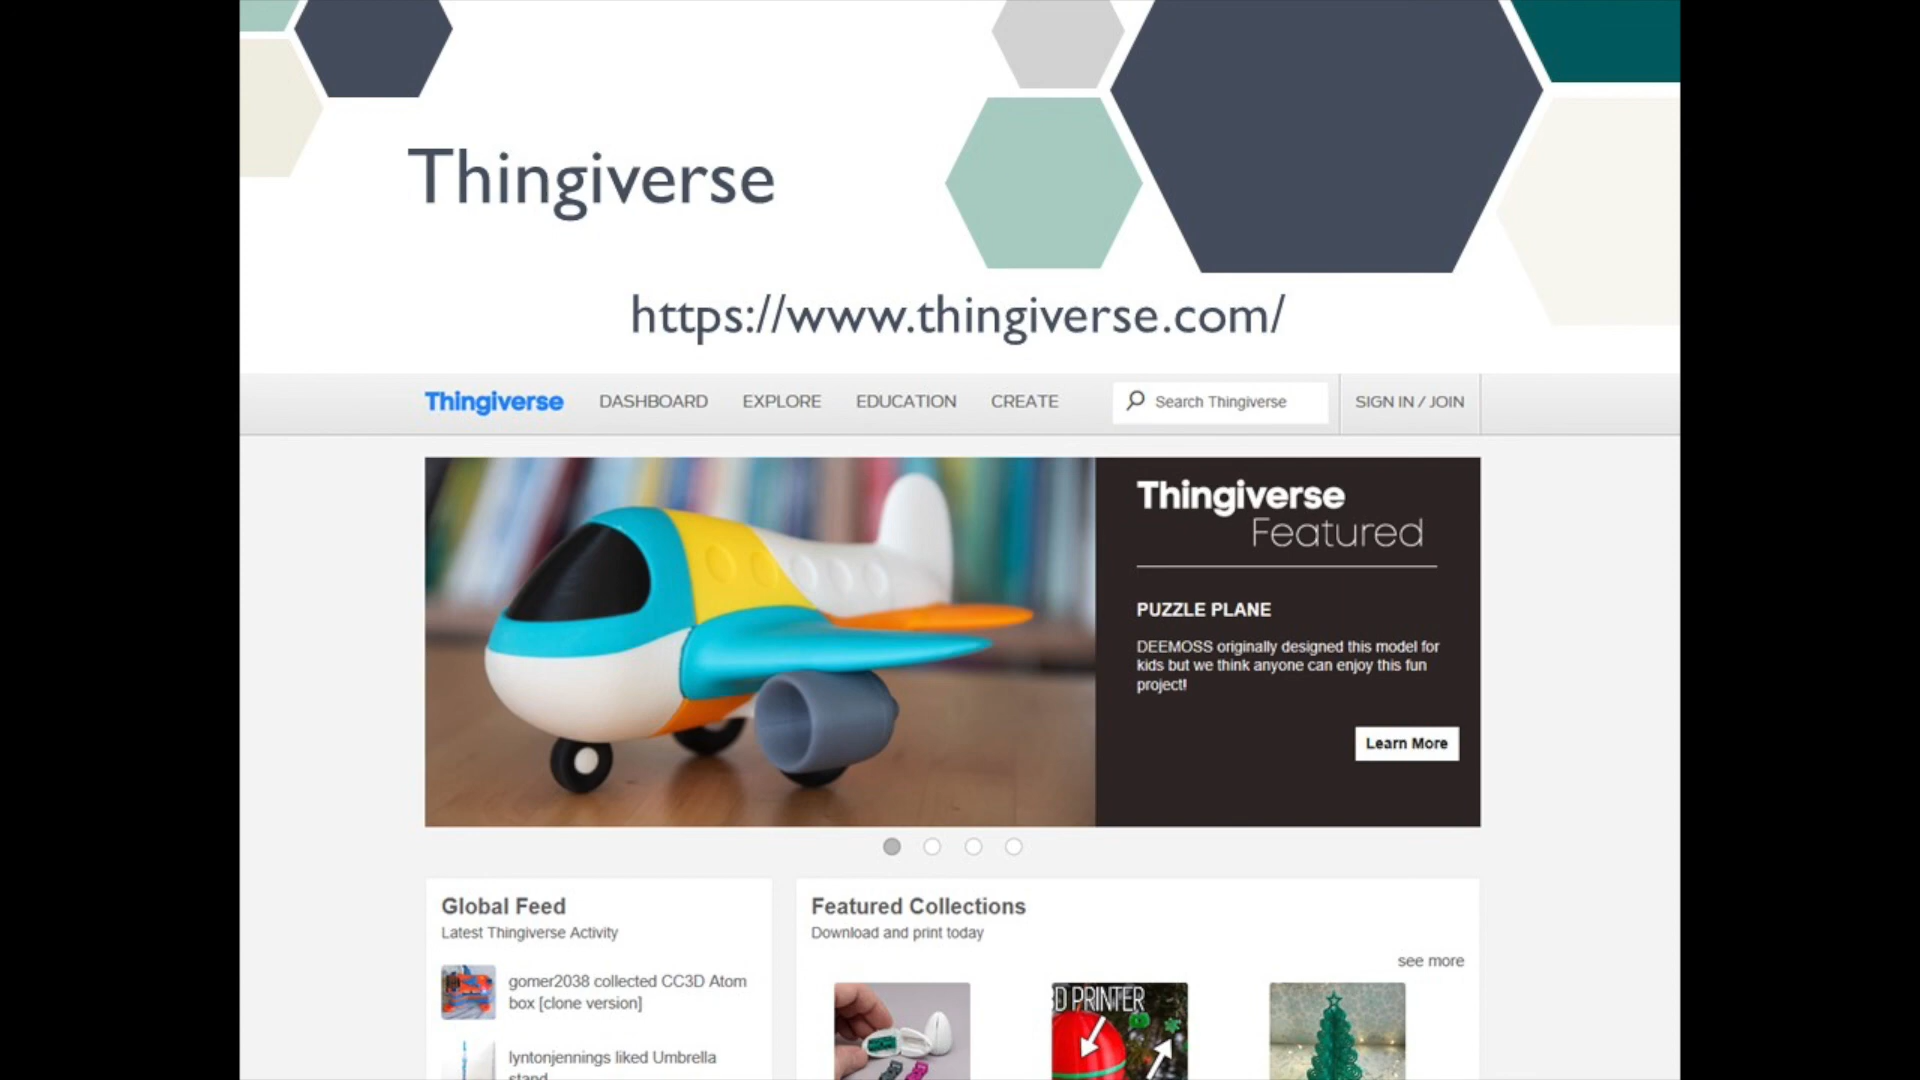 Thingiverse
https://www.thingiverse.com/
Thingiverse DASHBOARD EXPLORE EDUCATION CREATE Search Thingiverse SIGN IN / JOIN
Thingiverse
Featured
PUZZLE PLANE
DEEMOSS originally designed this model for
kids but we think anyone can enjoy this fun
project!
Learn More
Global Feed
Latest Thingiverse Activity
gomer2038 collected CC3D Atom
box [clone version]
lyntonjennings liked Umbrella
stand
Featured Collections
Download and print today
see more
D PRINTER